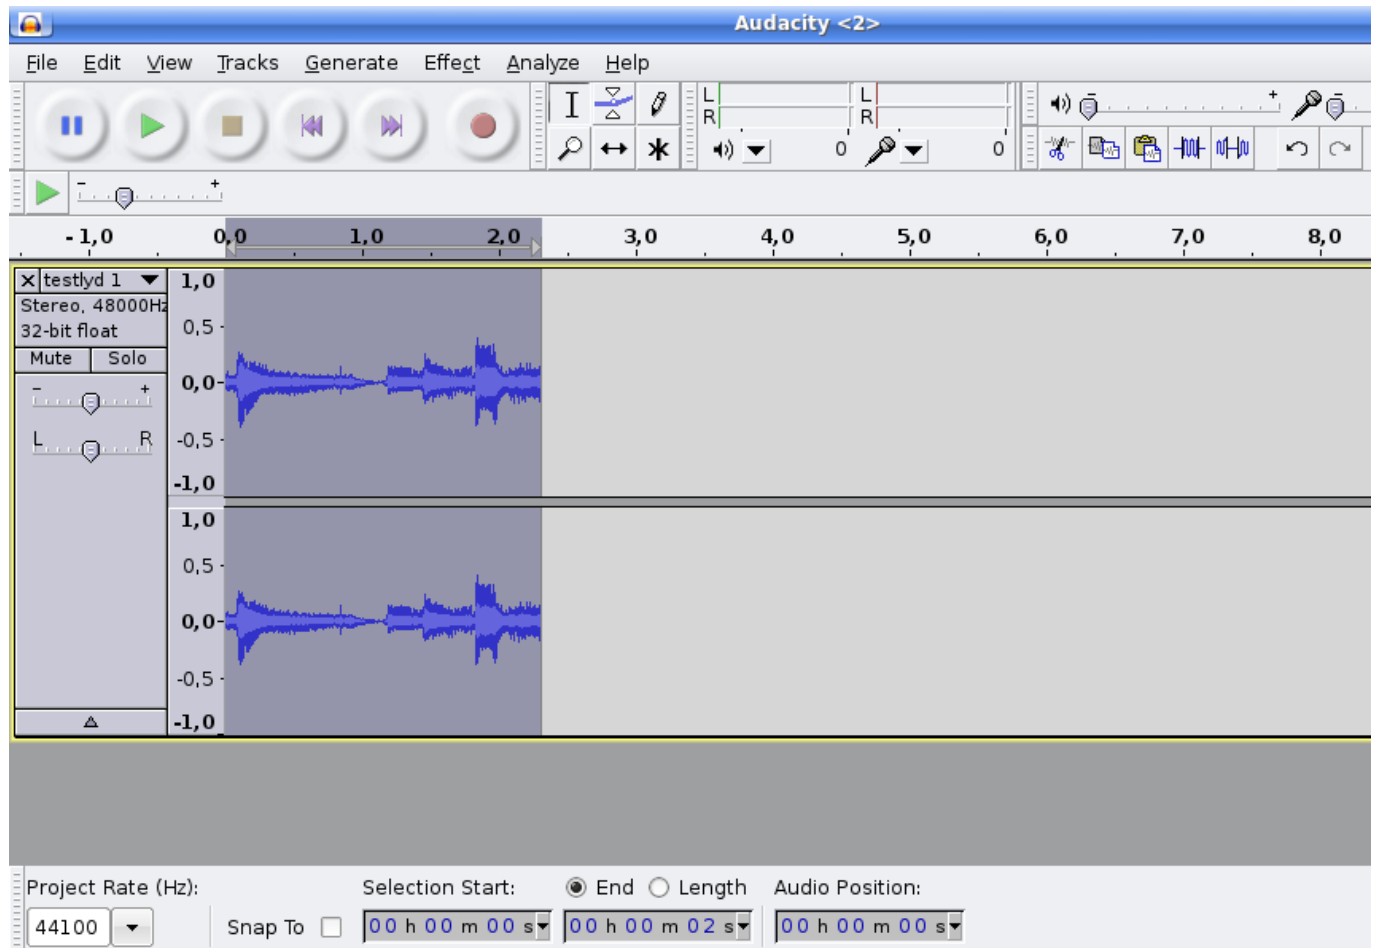 Audacity <2>
File Edit View Tracks Generate Effect Analyze Help
L L
R R
0 0
- +
- 1,0 0,0 1,0 2,0 3,0 4,0 5,0 6,0 7,0 8,0
testlyd 1
Stereo, 48000Hz
32-bit float
Mute Solo
- +
L R
1,0
0,5
0,0
-0,5
-1,0
1,0
0,5
0,0
-0,5
-1,0
Project Rate (Hz): Selection Start: End Length Audio Position:
44100 Snap To 00 h 00 m 00 s 00 h 00 m 02 s 00 h 00 m 00 s